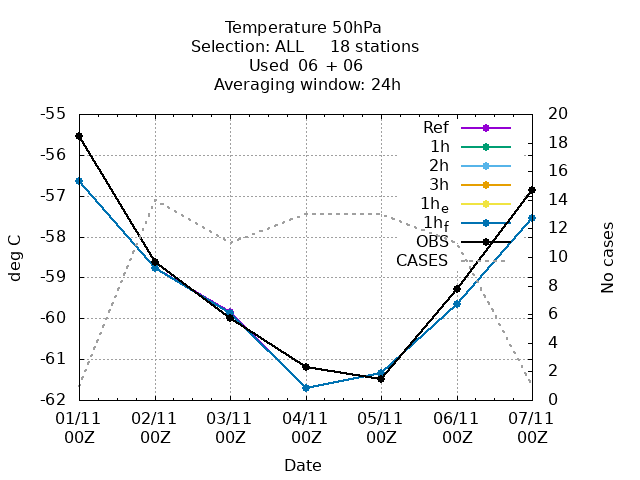 Temperature 50hPa
Selection: ALL 18 stations
Used 06 + 06
Averaging window: 24h
-55
-56
-57
-58
-59
-60
-61
-62
deg C
20
18
16
14
12
10
8
6
4
2
0
No cases
Ref
1h
2h
3h
1h_e
1h_f
OBS
CASES
01/11 02/11 03/11 04/11 05/11 06/11 07/11
00Z 00Z 00Z 00Z 00Z 00Z 00Z
Date